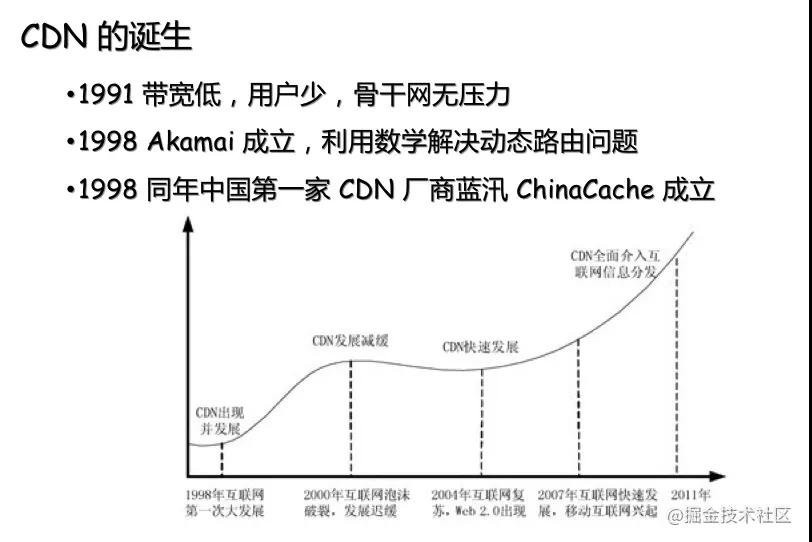 CDN 的诞生
•1991 带宽低，用户少，骨干网无压力
•1998 Akamai 成立，利用数学解决动态路由问题
•1998 同年中国第一家 CDN 厂商蓝汛 ChinaCache 成立
CDN全面介入互
联网信息分发
CDN发展减缓
CDN快速发展
CDN出现
并发展
1998年互联网
第一次大发展
2000年互联网泡沫
破裂，发展迟缓
2004年互联网复
苏，Web 2.0出现
2007年互联网快速发
展，移动互联网兴起
2011年
@掘金技术社区